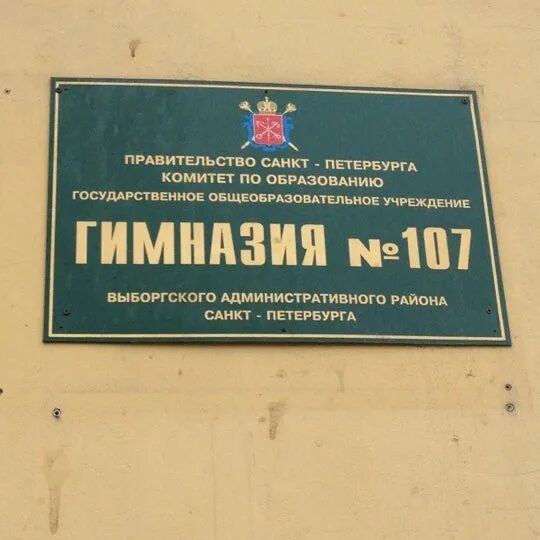 ПРАВИТЕЛЬСТВО САНКТ - ПЕТЕРБУРГА
КОМИТЕТ ПО ОБРАЗОВАНИЮ
ГОСУДАРСТВЕННОЕ ОБЩЕОБРАЗОВАТЕЛЬНОЕ УЧРЕЖДЕНИЕ
ГИМНАЗИЯ №107
ВЫБОРГСКОГО АДМИНИСТРАТИВНОГО РАЙОНА
САНКТ - ПЕТЕРБУРГА